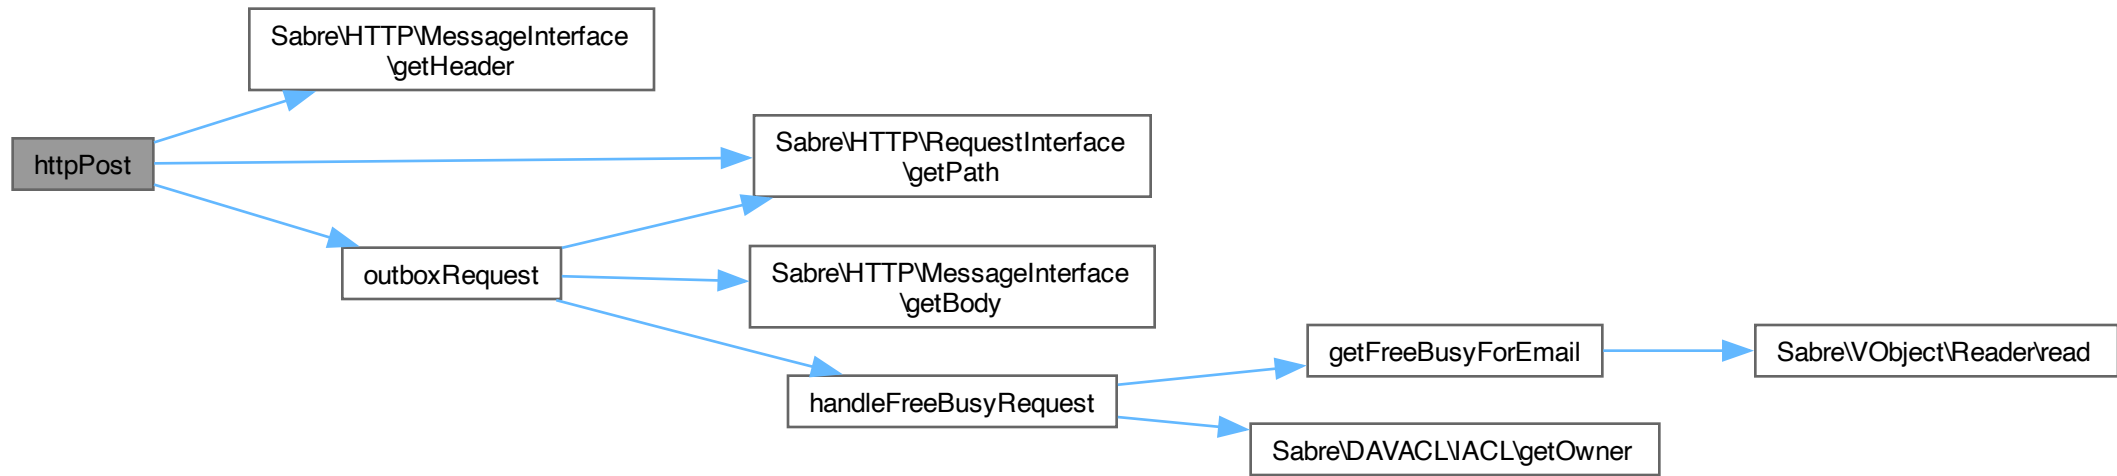 Sabre\HTTP\MessageInterface
\getHeader
httpPost
Sabre\HTTP\RequestInterface
\getPath
outboxRequest
Sabre\HTTP\MessageInterface
\getBody
getFreeBusyForEmail
Sabre\VObject\Reader\read
handleFreeBusyRequest
Sabre\DAVACL\IACL\getOwner